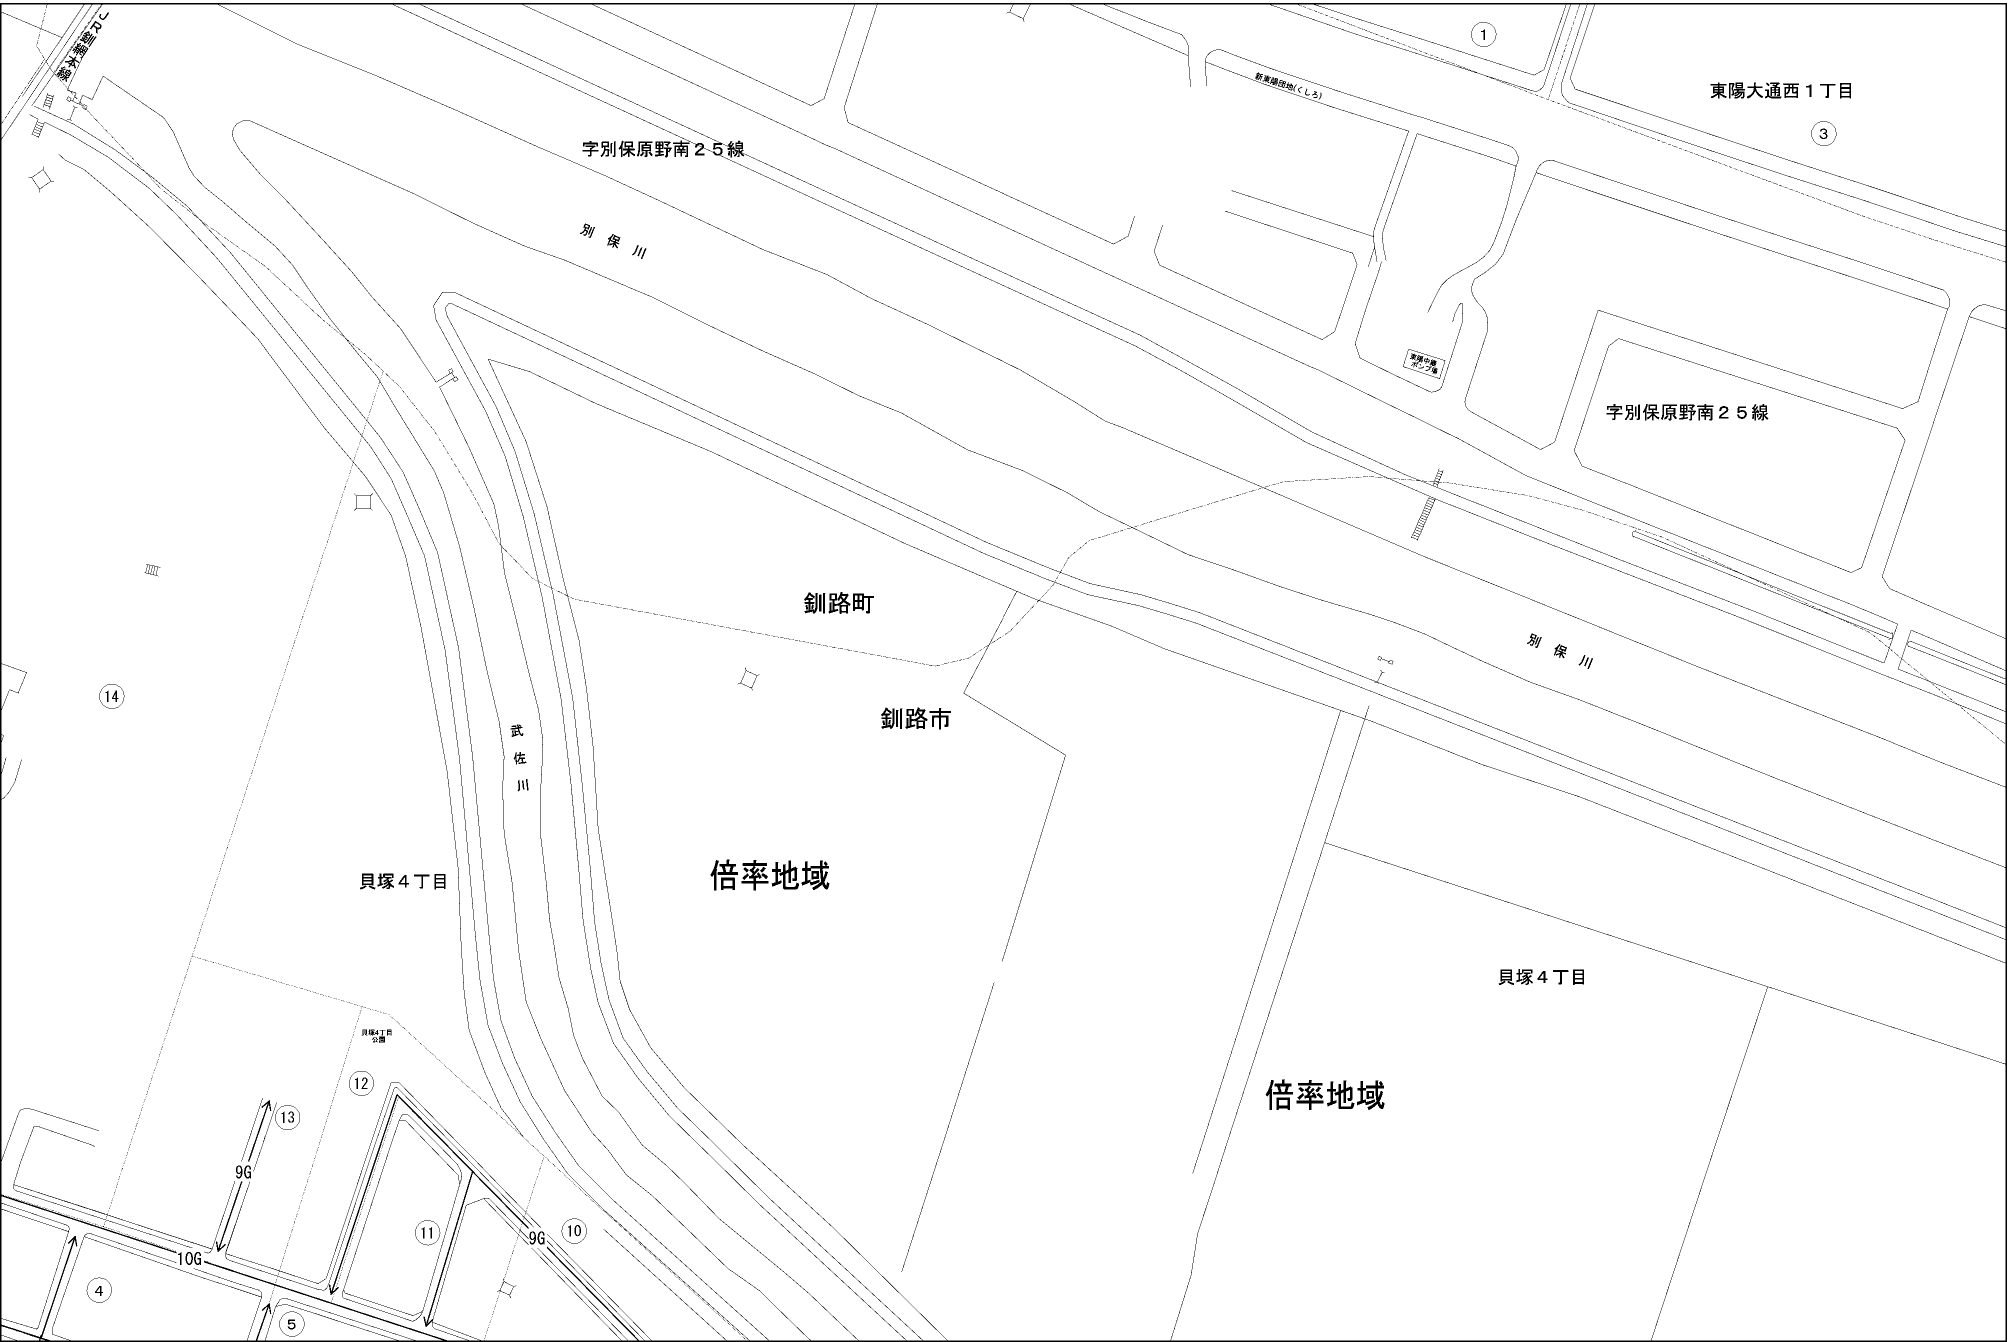 ＪＲ釧網本線
①
新東陽団地(くしろ)
東陽大通西１丁目
③
字別保原野南２５線
別保川
東陽中継
ポンプ場
字別保原野南２５線
釧路町
別保川
⑭
釧路市
武佐川
倍率地域
貝塚４丁目
貝塚４丁目
貝塚4丁目
公園
⑫
倍率地域
⑬
9G
⑪
⑩
9G
10G
④
⑤